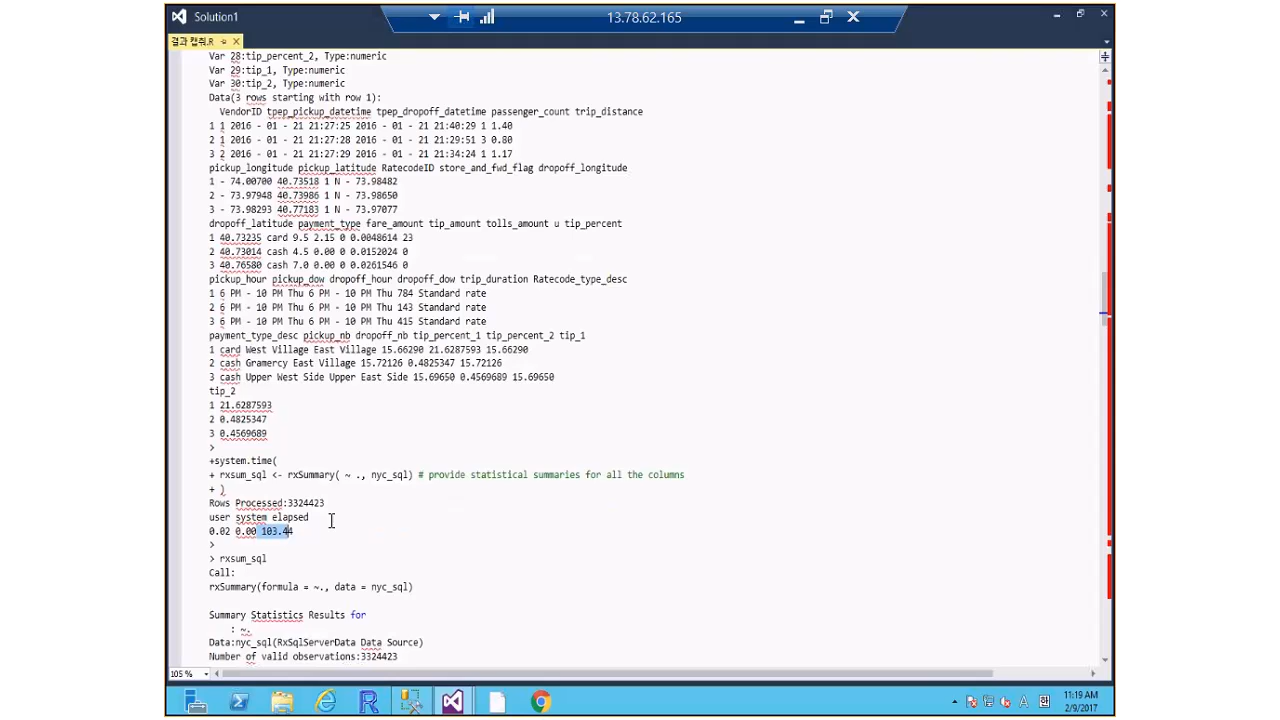 Solution1
13.78.62.165
결과 캡춰.R
Var 28:tip_percent_2, Type:numeric
Var 29:tip_1, Type:numeric
Var 30:tip_2, Type:numeric
Data(3 rows starting with row 1):
VendorID tpep_pickup_datetime tpep_dropoff_datetime passenger_count trip_distance
1 1 2016 - 01 - 21 21:27:25 2016 - 01 - 21 21:40:29 1 1.40
2 1 2016 - 01 - 21 21:27:28 2016 - 01 - 21 21:29:51 3 0.80
3 2 2016 - 01 - 21 21:27:29 2016 - 01 - 21 21:34:24 1 1.17
pickup_longitude pickup_latitude RatecodeID store_and_fwd_flag dropoff_longitude
1 - 74.00700 40.73518 1 N - 73.98482
2 - 73.97948 40.73986 1 N - 73.98650
3 - 73.98293 40.77183 1 N - 73.97077
dropoff_latitude payment_type fare_amount tip_amount tolls_amount u tip_percent
1 40.73235 card 9.5 2.15 0 0.0048614 23
2 40.73014 cash 4.5 0.00 0 0.0152024 0
3 40.76580 cash 7.0 0.00 0 0.0261546 0
pickup_hour pickup_dow dropoff_hour dropoff_dow trip_duration Ratecode_type_desc
1 6 PM - 10 PM Thu 6 PM - 10 PM Thu 784 Standard rate
2 6 PM - 10 PM Thu 6 PM - 10 PM Thu 143 Standard rate
3 6 PM - 10 PM Thu 6 PM - 10 PM Thu 415 Standard rate
payment_type_desc pickup_nb dropoff_nb tip_percent_1 tip_percent_2 tip_1
1 card West Village East Village 15.66290 21.6287593 15.66290
2 cash Gramercy East Village 15.72126 0.4825347 15.72126
3 cash Upper West Side Upper East Side 15.69650 0.4569689 15.69650
tip_2
1 21.6287593
2 0.4825347
3 0.4569689
>
+system.time(
+ rxsum_sql <- rxSummary( ~ ., nyc_sql) # provide statistical summaries for all the columns
+ )
Rows Processed:3324423
user system elapsed
0.02 0.00 103.44
>
> rxsum_sql
Call:
rxSummary(formula = ~., data = nyc_sql)
Summary Statistics Results for
: ~.
Data:nyc_sql(RxSqlServerData Data Source)
Number of valid observations:3324423
105 %
A 한 11:19 AM
2/9/2017